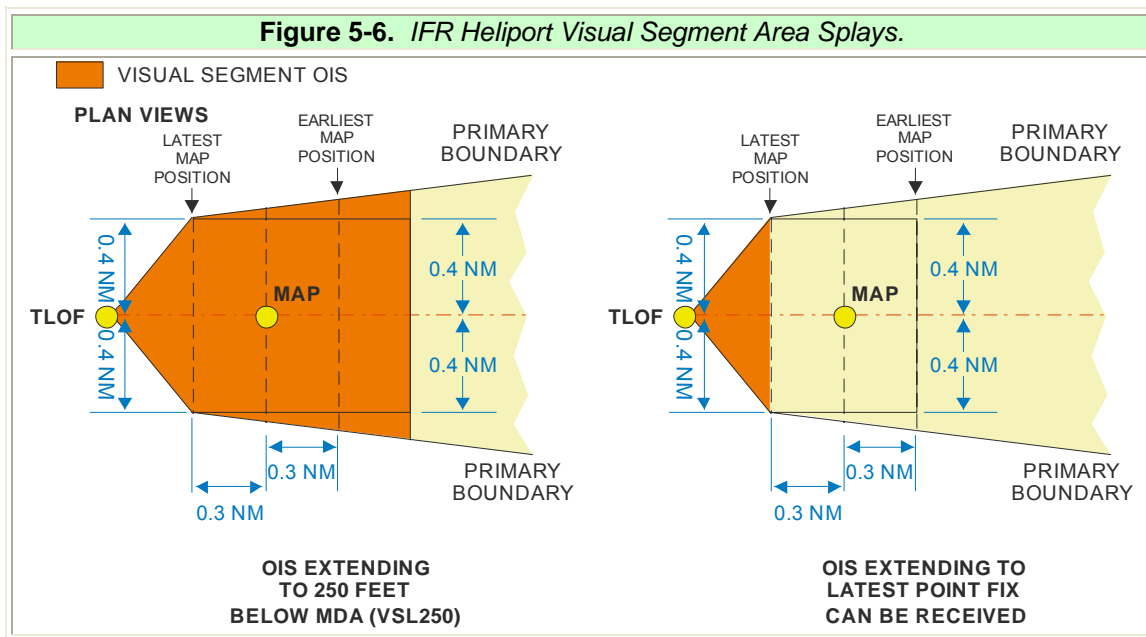 Figure 5-6. IFR Heliport Visual Segment Area Splays.
VISUAL SEGMENT OIS
PLAN VIEWS
LATEST
MAP
POSITION
EARLIEST
MAP
POSITION
PRIMARY
BOUNDARY
0.4 NM
0.4 NM
TLOF
MAP
0.4 NM
0.4 NM
0.3 NM
0.3 NM
PRIMARY
BOUNDARY
OIS EXTENDING
TO 250 FEET
BELOW MDA (VSL250)
LATEST
MAP
POSITION
EARLIEST
MAP
POSITION
PRIMARY
BOUNDARY
0.4 NM
0.4 NM
TLOF
MAP
0.4 NM
0.4 NM
0.3 NM
0.3 NM
PRIMARY
BOUNDARY
OIS EXTENDING TO
LATEST POINT FIX
CAN BE RECEIVED